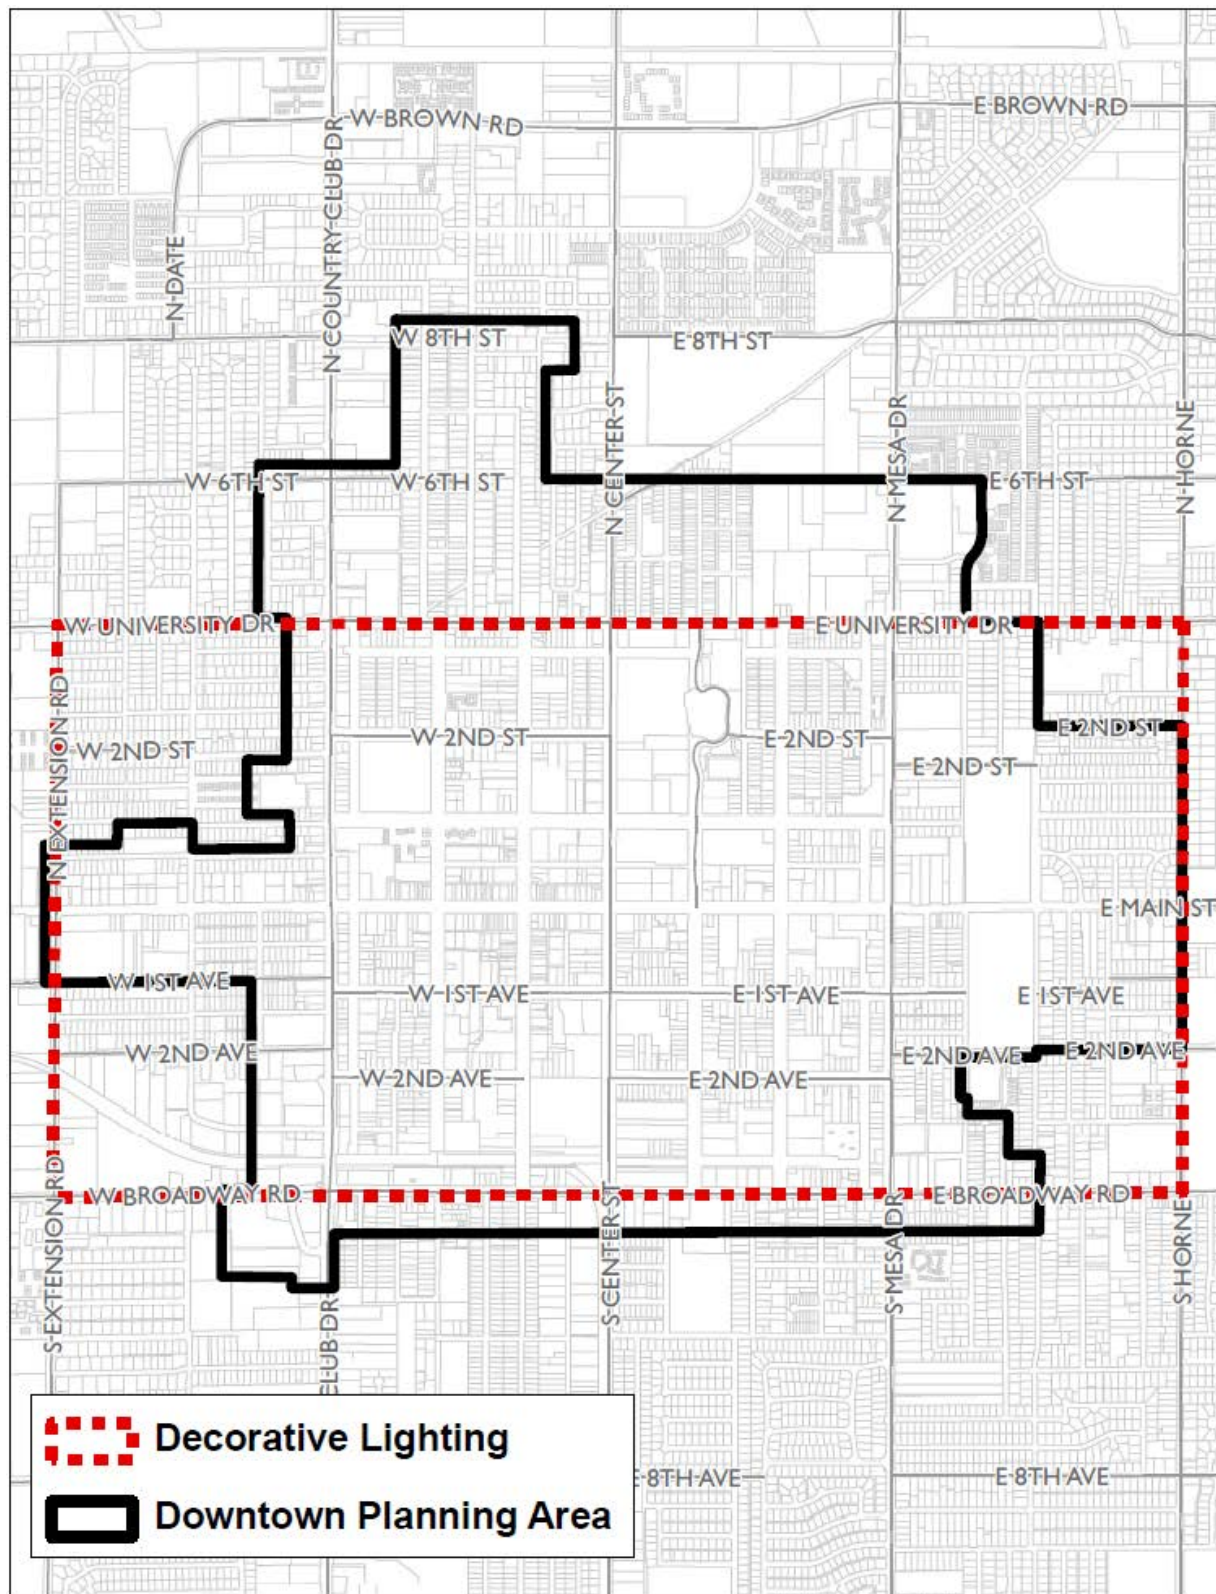 W BROWN RD
E BROWN RD
N COUNTRY CLUB DR
N DATE
W 8TH ST
E 8TH ST
N CENTER ST
N MESA DR
N HORNE
W 6TH ST
W 6TH ST
E 6TH ST
W UNIVERSITY DR
E UNIVERSITY DR
N EXTENSION RD
W 2ND ST
W 2ND ST
E 2ND ST
E 2ND ST
E 2ND ST
E MAIN ST
W 1ST AVE
W 1ST AVE
E 1ST AVE
E 1ST AVE
W 2ND AVE
W 2ND AVE
E 2ND AVE
E 2ND AVE
E 2ND AVE
W BROADWAY RD
E BROADWAY RD
S EXTENSION RD
CLUB DR
S CENTER ST
S MESA DR
S HORNE
E 8TH AVE
E 8TH AVE
Decorative Lighting
Downtown Planning Area